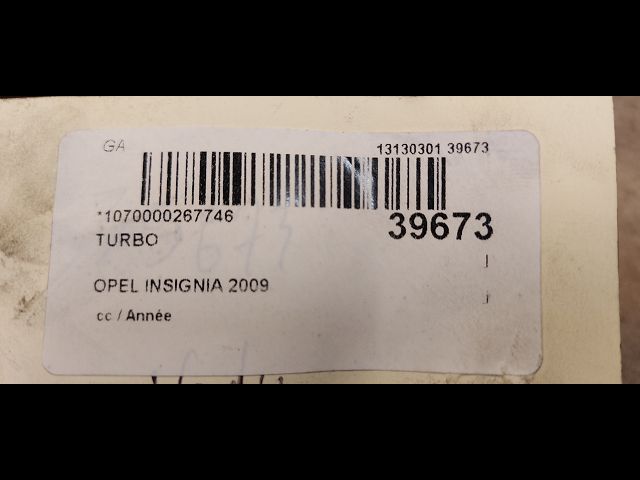 GA
13130301 39673
*1070000267746
39673
TURBO
OPEL INSIGNIA 2009
cc / Année